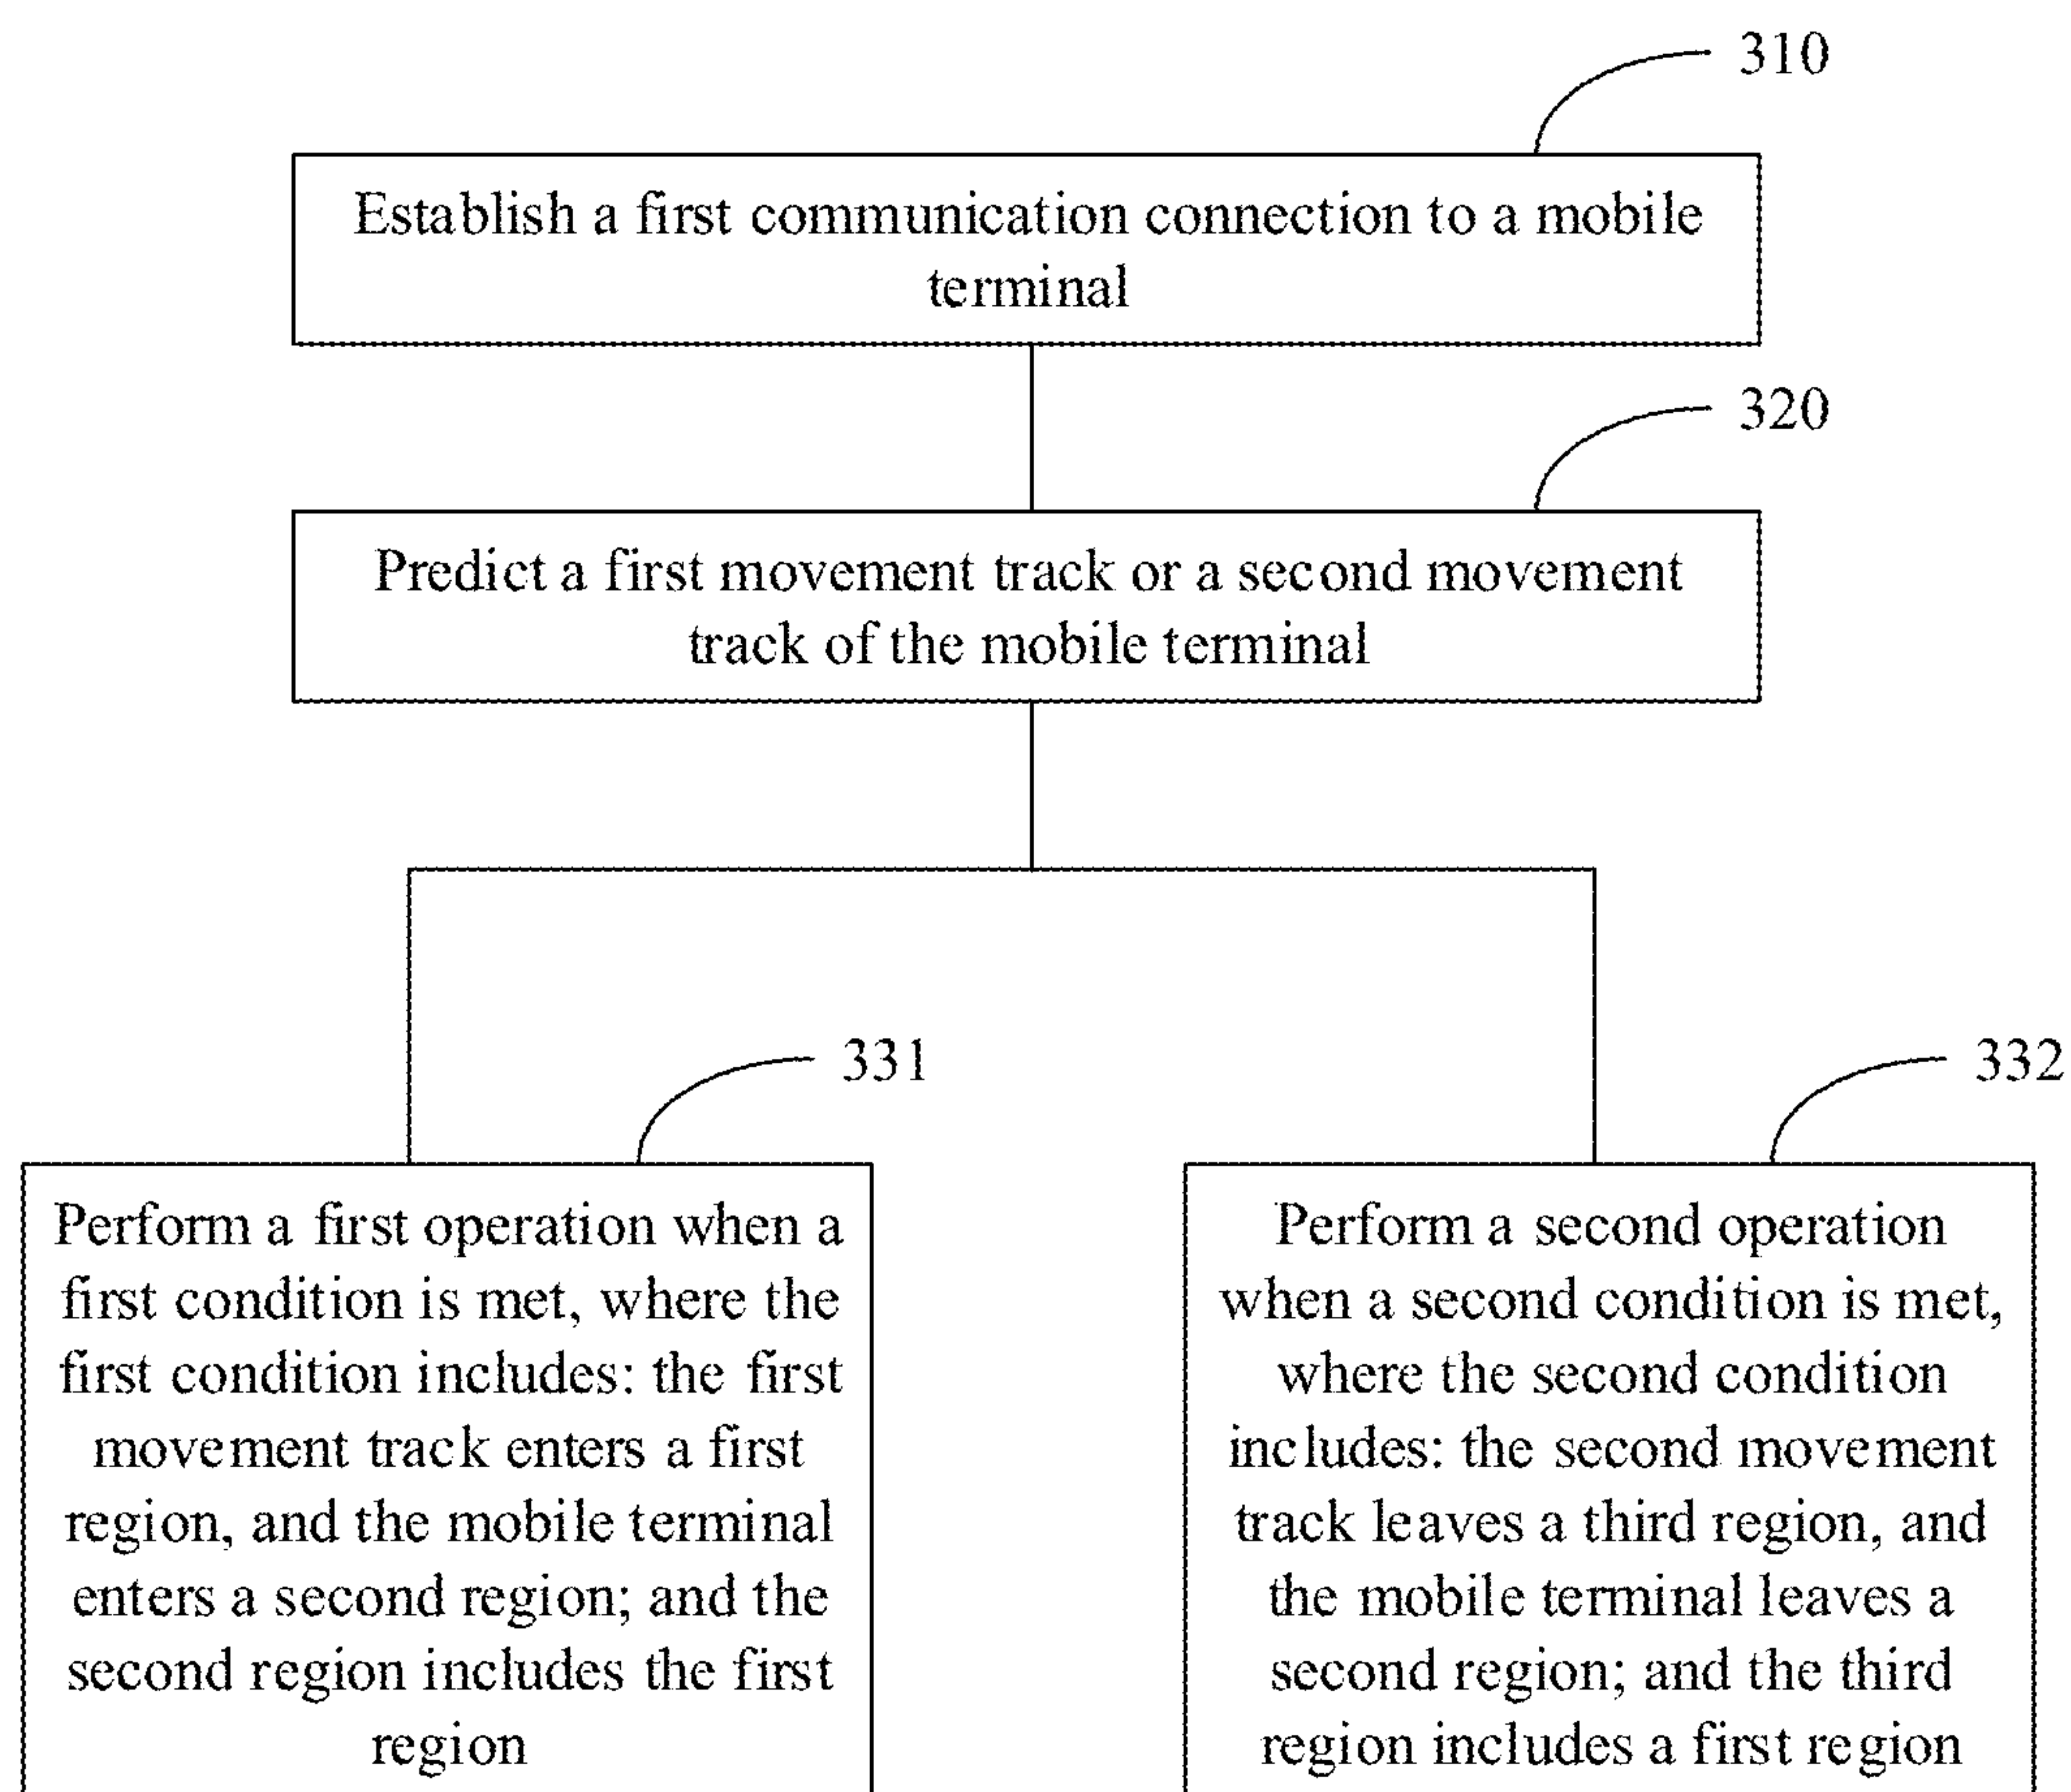 310
Establish a first communication connection to a mobile
terminal
320
Predict a first movement track or a second movement
track of the mobile terminal
331
Perform a first operation when a
first condition is met, where the
first condition includes: the first
movement track enters a first
region, and the mobile terminal
enters a second region; and the
second region includes the first
region
332
Perform a second operation
when a second condition is met,
where the second condition
includes: the second movement
track leaves a third region, and
the mobile terminal leaves a
second region; and the third
region includes a first region